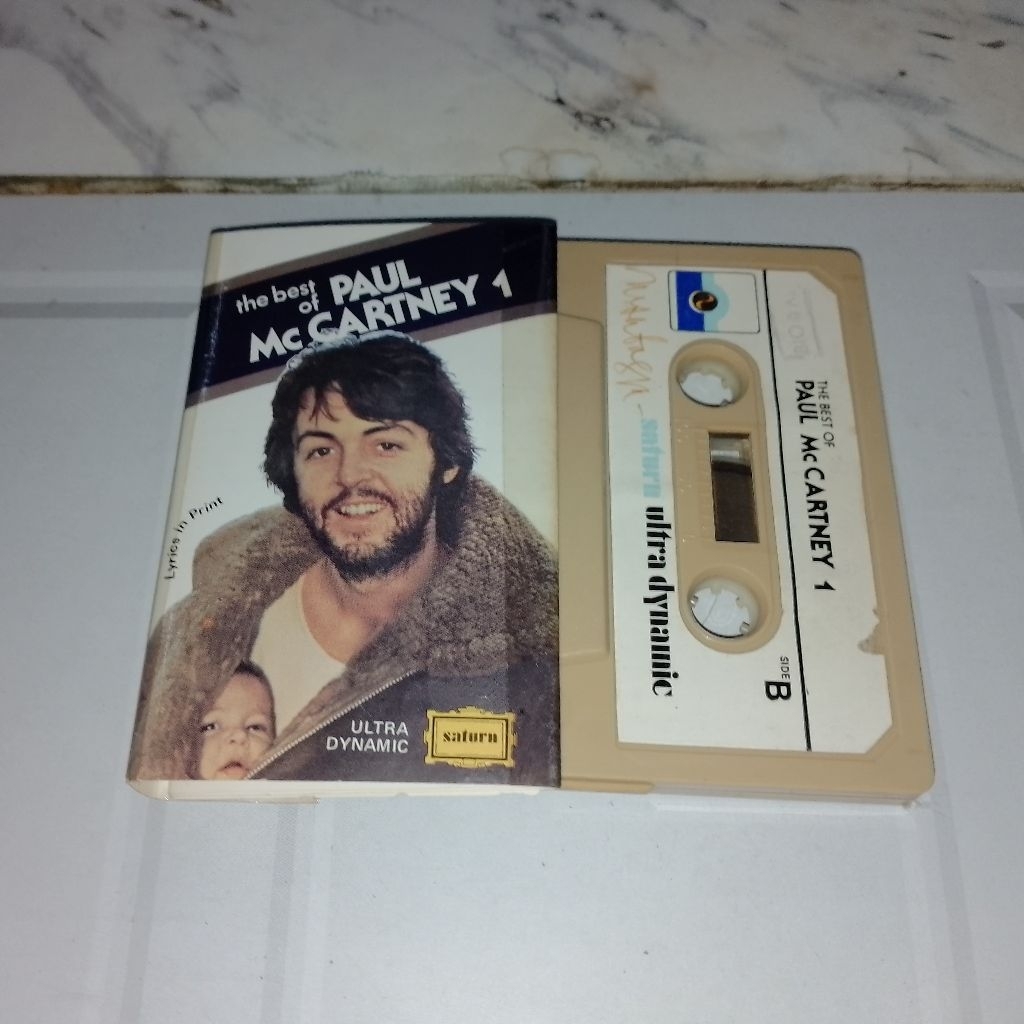 the best
of PAUL
McCARTNEY 1
Lyrics in Print
ULTRA
DYNAMIC
saturn
saturn ultra dynamic
THE BEST OF
PAUL McCARTNEY 1
SIDE
B